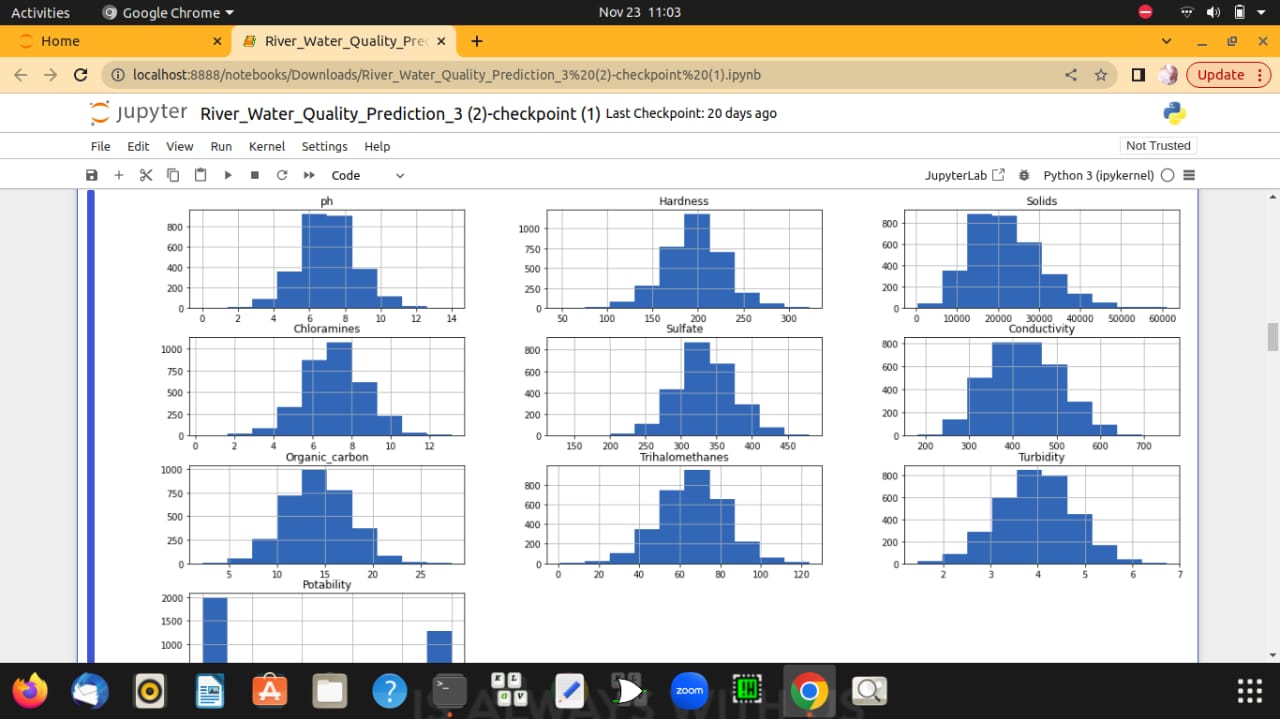 Activities Google Chrome Nov 23 11:03
Home River_Water_Quality_Pre
localhost:8888/notebooks/Downloads/River_Water_Quality_Prediction_3%20(2)-checkpoint%20(1).ipynb Update
jupyter River_Water_Quality_Prediction_3 (2)-checkpoint (1) Last Checkpoint: 20 days ago
File Edit View Run Kernel Settings Help Not Trusted
Code JupyterLab Python 3 (ipykernel)
ph Hardness Solids
800 1000 800
600 750 600
400 500 400
200 250 200
0 0 0
0 2 4 6 8 10 12 14 50 100 150 200 250 300 0 10000 20000 30000 40000 50000 60000
Chloramines Sulfate Conductivity
1000 800 800
750 600 600
500 400 400
250 200 200
0 0 0
0 2 4 6 8 10 12 150 200 250 300 350 400 450 200 300 400 500 600 700
Organic_carbon Trihalomethanes Turbidity
1000 800 800
750 600 600
500 400 400
250 200 200
0 0 0
5 10 15 20 25 0 20 40 60 80 100 120 2 3 4 5 6 7
Potability
2000
1500
1000
zoom
IS ALWAYS WITH US